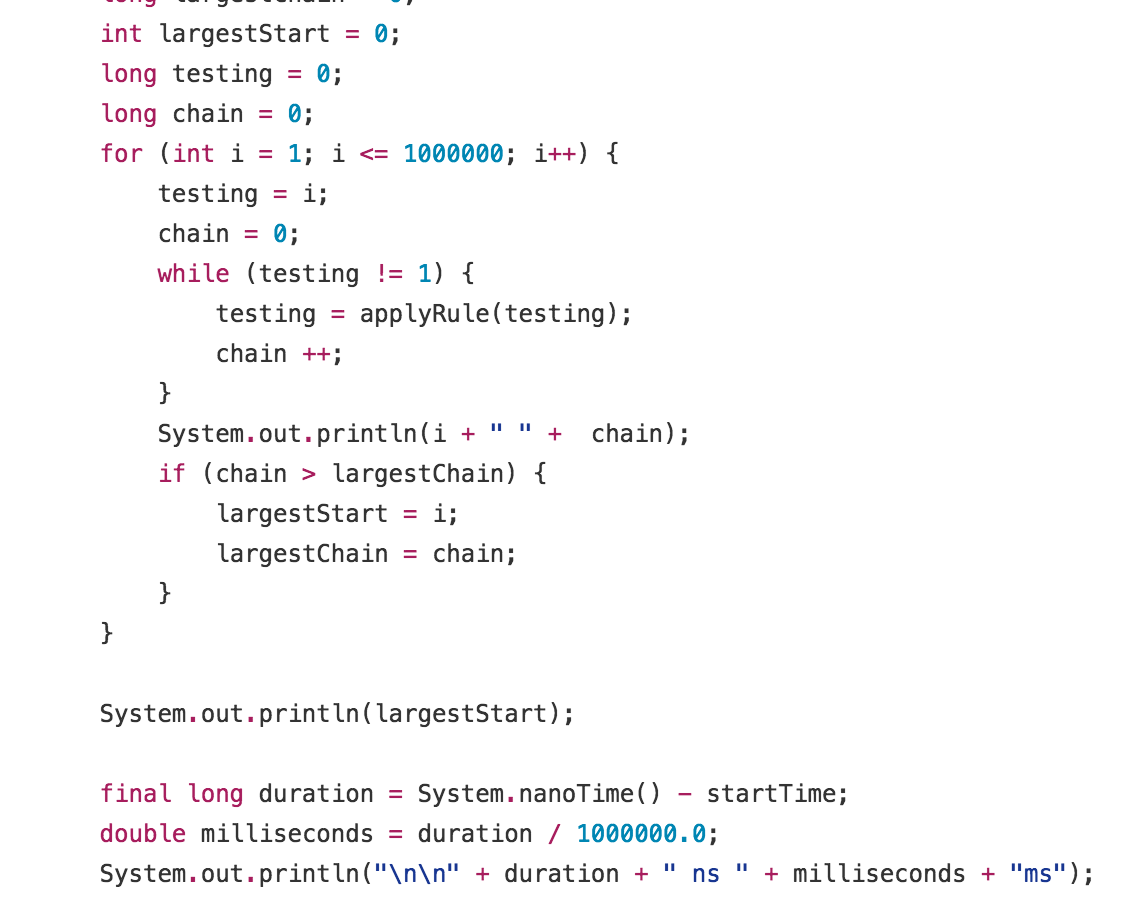 int largestStart = 0;
long testing = 0;
long chain = 0;
for (int i = 1; i <= 1000000; i++) {
    testing = i;
    chain = 0;
    while (testing != 1) {
        testing = applyRule(testing);
        chain ++;
    }
    System.out.println(i + " " +  chain);
    if (chain > largestChain) {
        largestStart = i;
        largestChain = chain;
    }
}

System.out.println(largestStart);

final long duration = System.nanoTime() - startTime;
double milliseconds = duration / 1000000.0;
System.out.println("\n\n" + duration + " ns " + milliseconds + "ms");